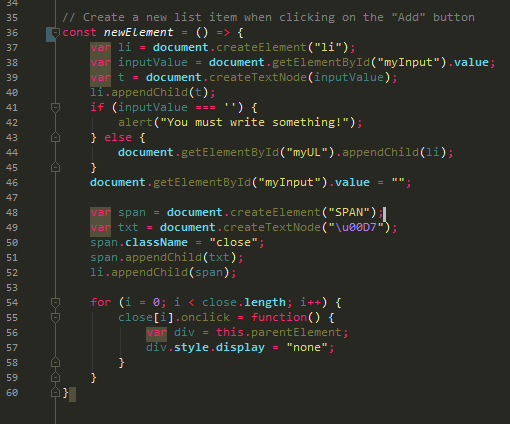 34
35 // Create a new list item when clicking on the "Add" button
36 const newElement = () => {
37 var li = document.createElement("li");
38 var inputValue = document.getElementById("myInput").value;
39 var t = document.createTextNode(inputValue);
40 li.appendChild(t);
41 if (inputValue === '') {
42 alert("You must write something!");
43 } else {
44 document.getElementById("myUL").appendChild(li);
45 }
46 document.getElementById("myInput").value = "";
47
48 var span = document.createElement("SPAN");
49 var txt = document.createTextNode("\u00D7");
50 span.className = "close";
51 span.appendChild(txt);
52 li.appendChild(span);
53
54 for (i = 0; i < close.length; i++) {
55 close[i].onclick = function() {
56 var div = this.parentElement;
57 div.style.display = "none";
58 }
59 }
60 }